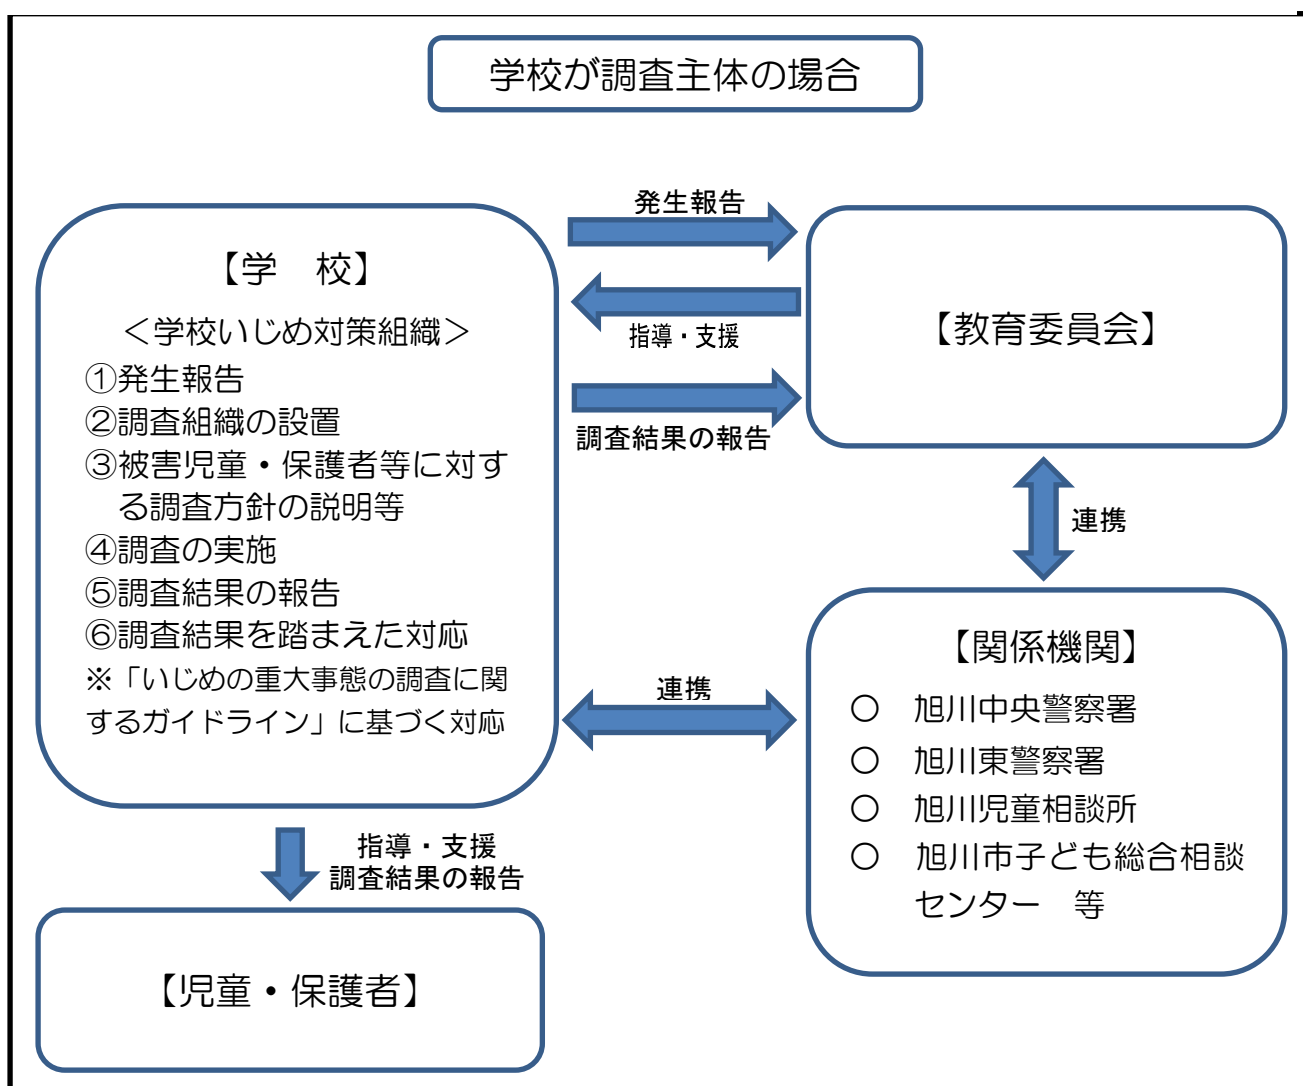 学校が調査主体の場合
【学　校】
＜学校いじめ対策組織＞
①発生報告
②調査組織の設置
③被害児童・保護者等に対す
る調査方針の説明等
④調査の実施
⑤調査結果の報告
⑥調査結果を踏まえた対応
※「いじめの重大事態の調査に関
するガイドライン」に基づく対応
発生報告
指導・支援
調査結果の報告
【教育委員会】
連携
連携
【関係機関】
○　旭川中央警察署
○　旭川東警察署
○　旭川児童相談所
○　旭川市子ども総合相談
センター　等
指導・支援
調査結果の報告
【児童・保護者】